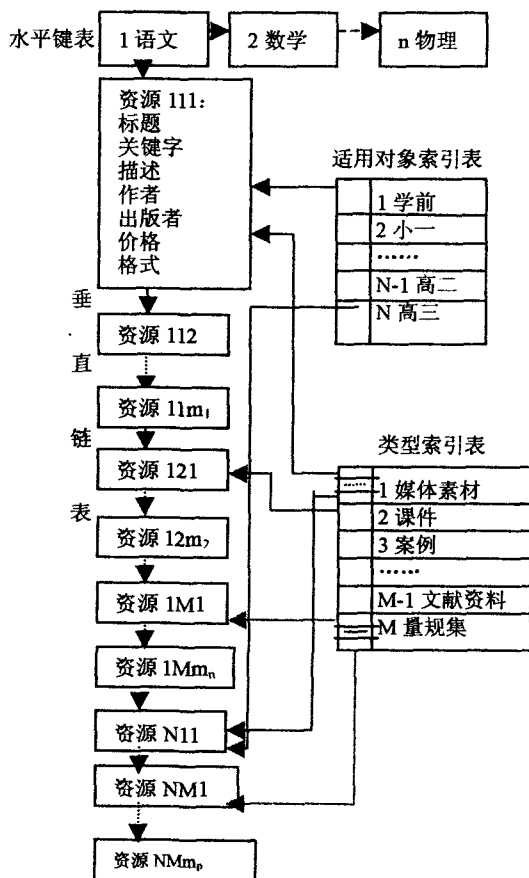 水平键表
1 语文
2 数学
n 物理
资源 111：
标题
关键字
描述
作者
出版者
价格
格式
适用对象索引表
1 学前
2 小一
……
N-1 高二
N 高三
垂直链表
资源 112
资源 11m₁
资源 121
资源 12m₂
资源 1M1
资源 1Mmₙ
资源 N11
资源 NM1
资源 NMmₚ
类型索引表
……
1 媒体素材
2 课件
3 案例
……
M-1 文献资料
M 量规集